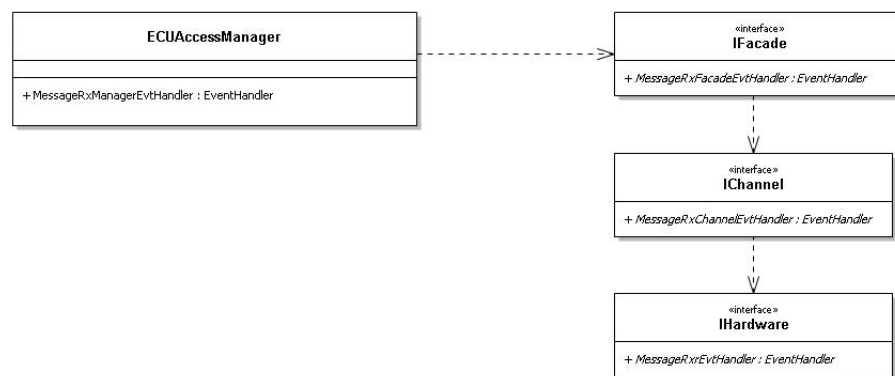 ECUAccessManager
+ MessageRxManagerEvtHandler : EventHandler
«interface»
IFacade
+ MessageRxFacadeEvtHandler : EventHandler
«interface»
IChannel
+ MessageRxChannelEvtHandler : EventHandler
«interface»
IHardware
+ MessageRxrEvtHandler : EventHandler